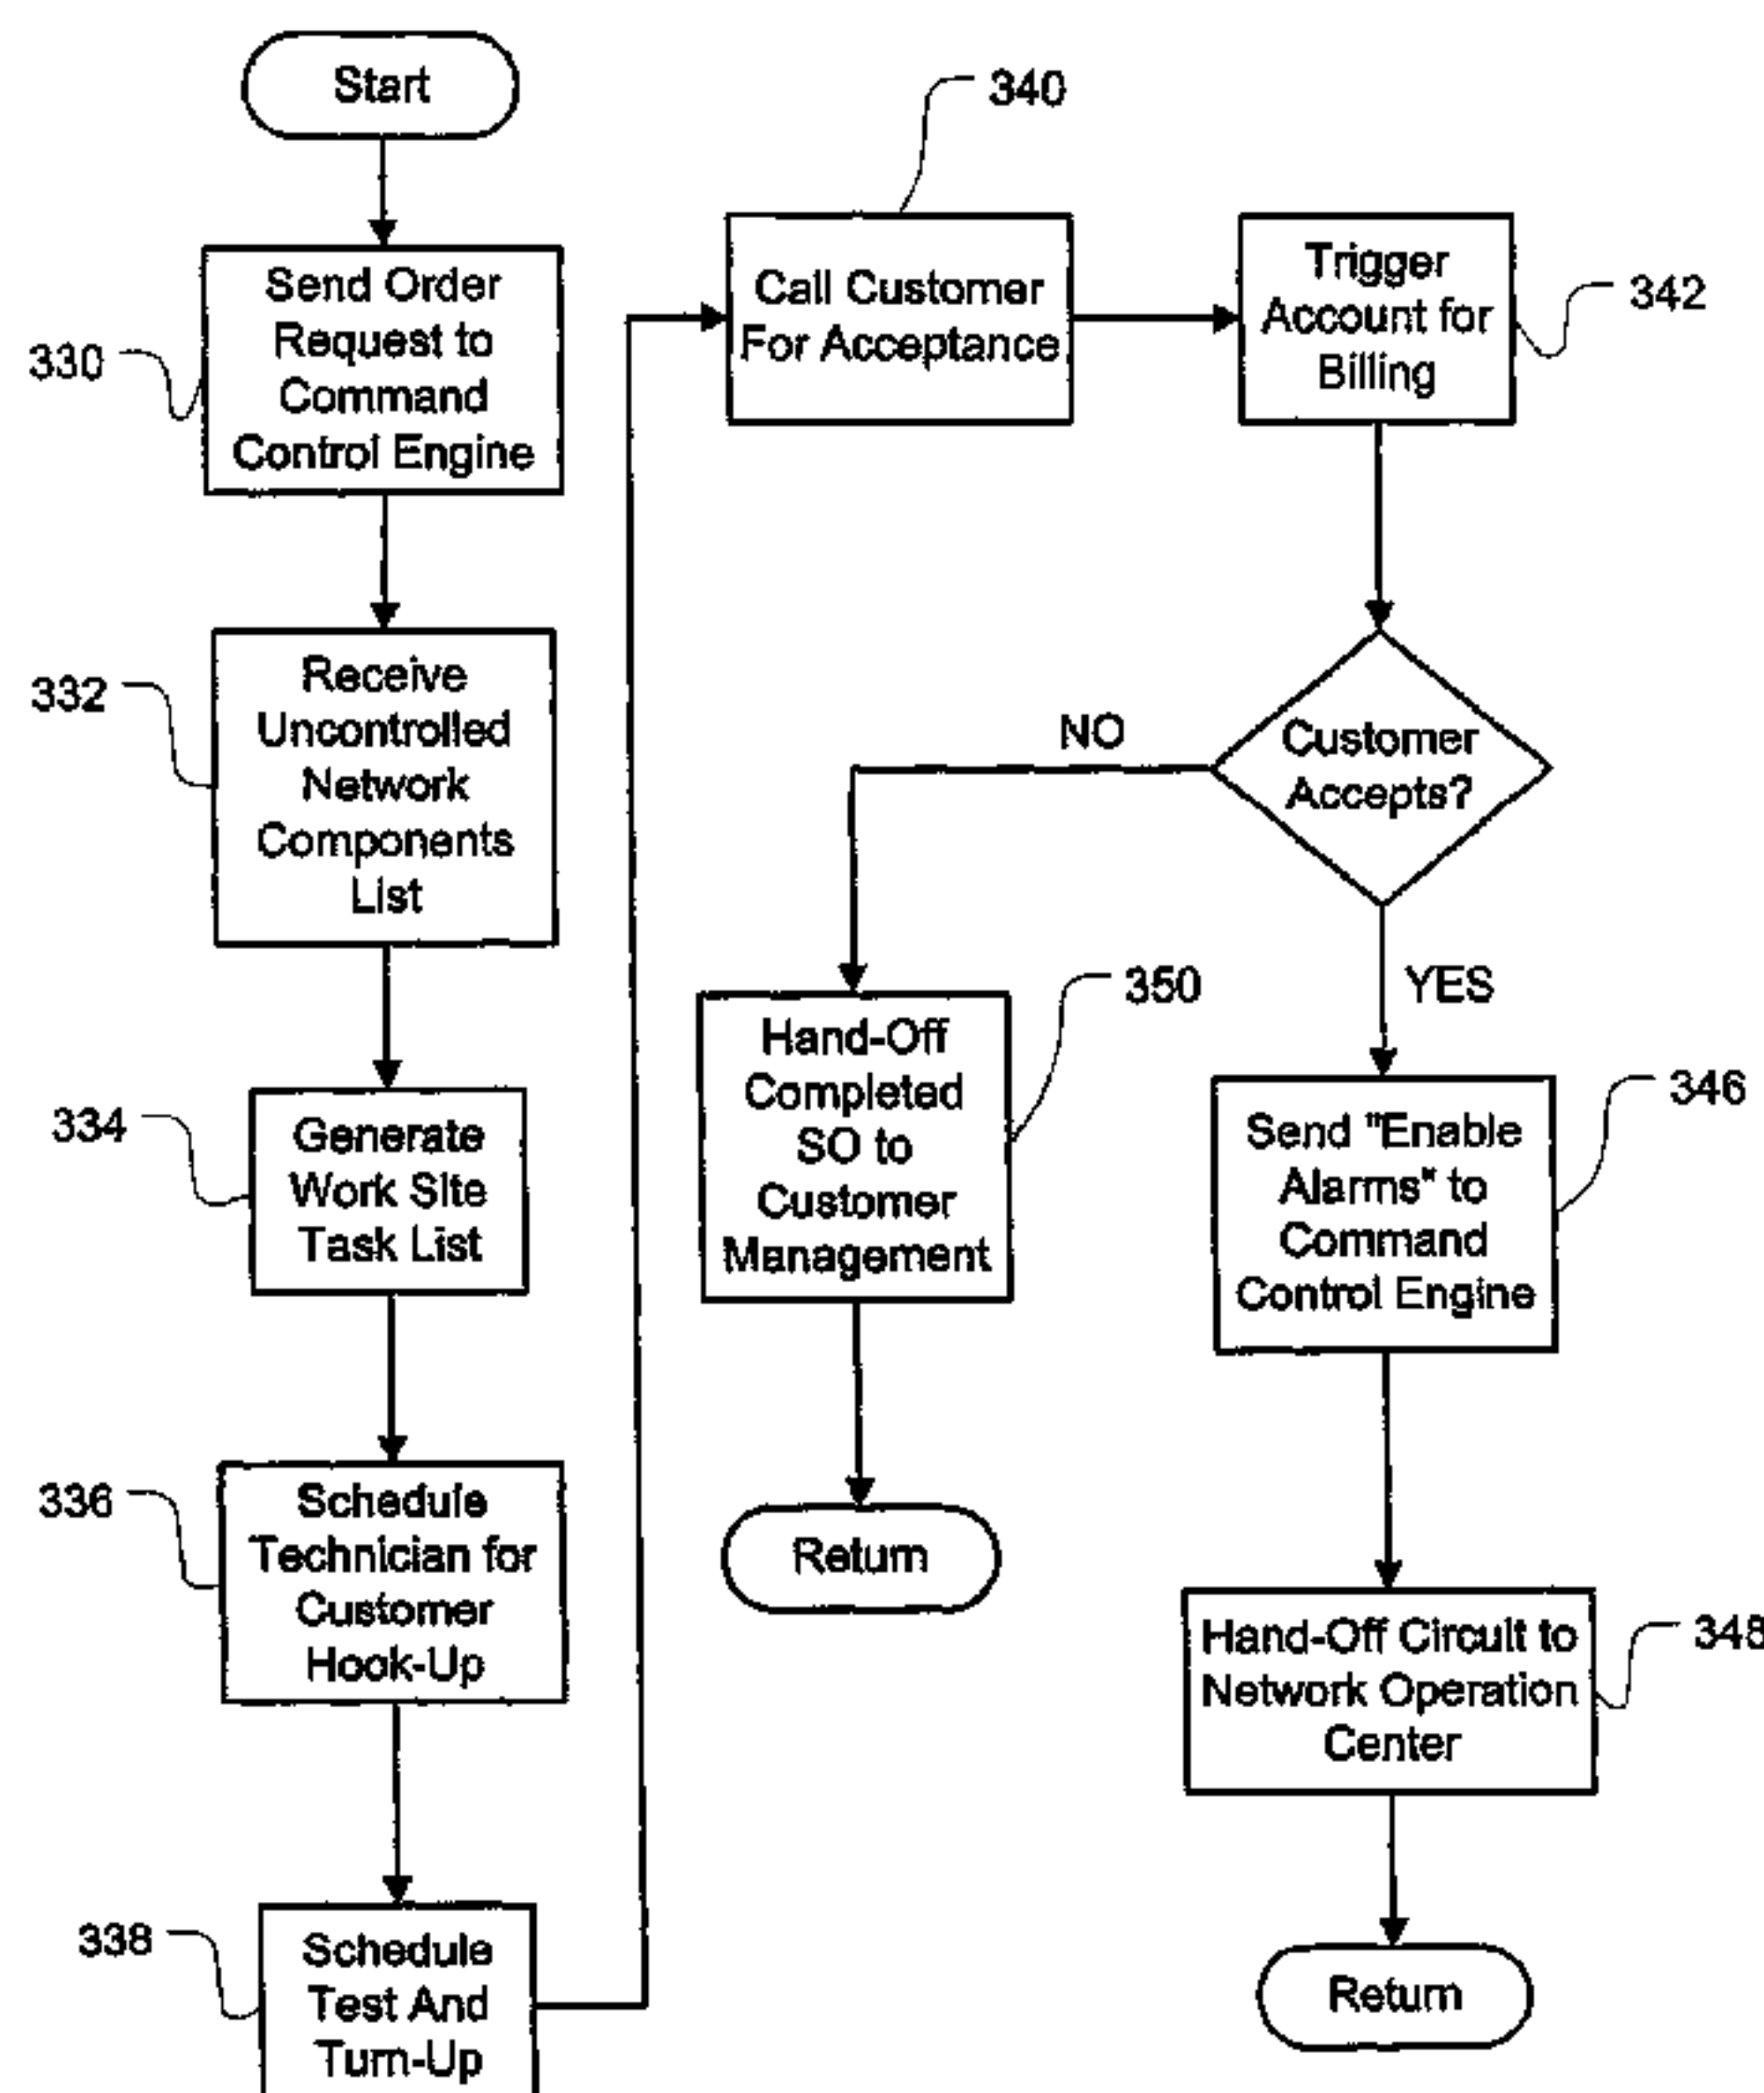 Start
330
Send Order
Request to
Command
Control Engine
332
Receive
Uncontrolled
Network
Components
List
334
Generate
Work Site
Task List
336
Schedule
Technician for
Customer
Hook-Up
338
Schedule
Test And
Turn-Up
340
Call Customer
For Acceptance
342
Trigger
Account for
Billing
Customer
Accepts?
NO
350
Hand-Off
Completed
SO to
Customer
Management
Return
YES
346
Send "Enable
Alarms" to
Command
Control Engine
348
Hand-Off Circuit to
Network Operation
Center
Return